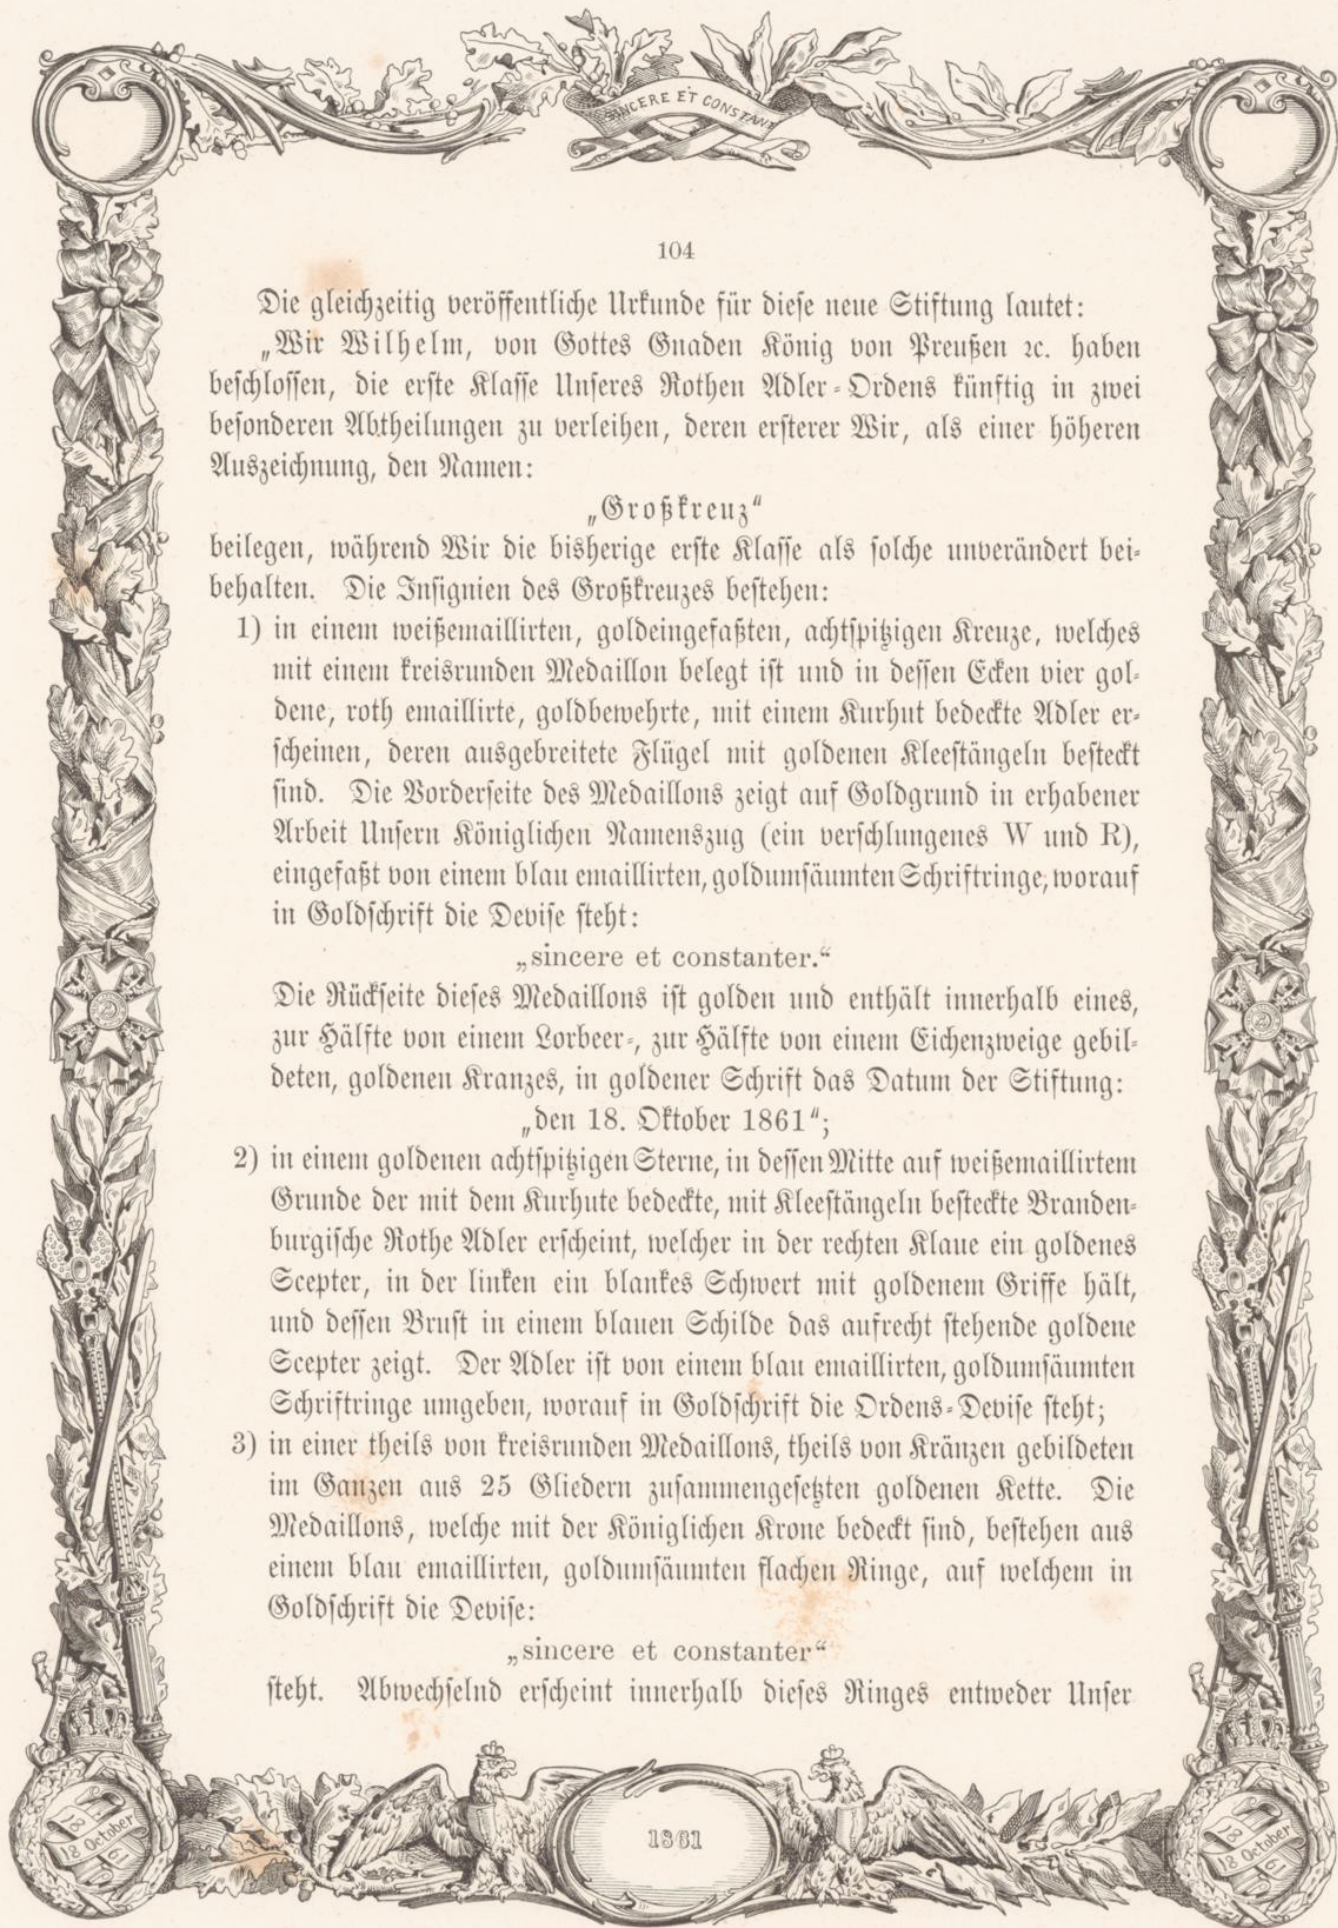 SINCERE ET CONSTANT
104
Die gleichzeitig veröffentliche Urkunde für diese neue Stiftung lautet:
„Wir Wilhelm, von Gottes Gnaden König von Preußen ꝛc. haben
beschlossen, die erste Klasse Unseres Rothen Adler-Ordens künftig in zwei
besonderen Abtheilungen zu verleihen, deren ersterer Wir, als einer höheren
Auszeichnung, den Namen:
„Großkreuz“
beilegen, während Wir die bisherige erste Klasse als solche unverändert bei-
behalten. Die Insignien des Großkreuzes bestehen:
1) in einem weißemaillirten, goldeingefaßten, achtspitzigen Kreuze, welches
mit einem kreisrunden Medaillon belegt ist und in dessen Ecken vier gol-
dene, roth emaillirte, goldbewehrte, mit einem Kurhut bedeckte Adler er-
scheinen, deren ausgebreitete Flügel mit goldenen Kleestängeln besteckt
sind. Die Vorderseite des Medaillons zeigt auf Goldgrund in erhabener
Arbeit Unsern Königlichen Namenszug (ein verschlungenes W und R),
eingefaßt von einem blau emaillirten, goldumsäumten Schriftringe, worauf
in Goldschrift die Devise steht:
„sincere et constanter.“
Die Rückseite dieses Medaillons ist golden und enthält innerhalb eines,
zur Hälfte von einem Lorbeer-, zur Hälfte von einem Eichenzweige gebil-
deten, goldenen Kranzes, in goldener Schrift das Datum der Stiftung:
„den 18. Oktober 1861“;
2) in einem goldenen achtspitzigen Sterne, in dessen Mitte auf weißemaillirtem
Grunde der mit dem Kurhute bedeckte, mit Kleestängeln besteckte Branden-
burgische Rothe Adler erscheint, welcher in der rechten Klaue ein goldenes
Scepter, in der linken ein blankes Schwert mit goldenem Griffe hält,
und dessen Brust in einem blauen Schilde das aufrecht stehende goldene
Scepter zeigt. Der Adler ist von einem blau emaillirten, goldumsäumten
Schriftringe umgeben, worauf in Goldschrift die Ordens-Devise steht;
3) in einer theils von kreisrunden Medaillons, theils von Kränzen gebildeten
im Ganzen aus 25 Gliedern zusammengesetzten goldenen Kette. Die
Medaillons, welche mit der Königlichen Krone bedeckt sind, bestehen aus
einem blau emaillirten, goldumsäumten flachen Ringe, auf welchem in
Goldschrift die Devise:
„sincere et constanter“
steht. Abwechselnd erscheint innerhalb dieses Ringes entweder Unser
18
18 October
61
1861
18
18 October
61